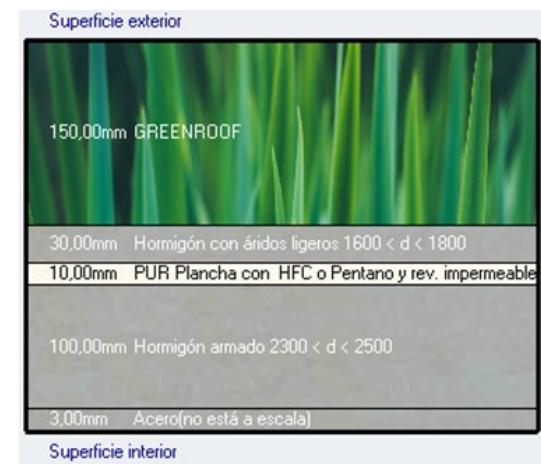 Superficie exterior
150,00mm GREENROOF
30,00mm Hormigón con áridos ligeros 1600 < d < 1800
10,00mm PUR Plancha con HFC o Pentano y rev. impermeable
100,00mm Hormigón armado 2300 < d < 2500
3,00mm Acero(no está a escala)
Superficie interior